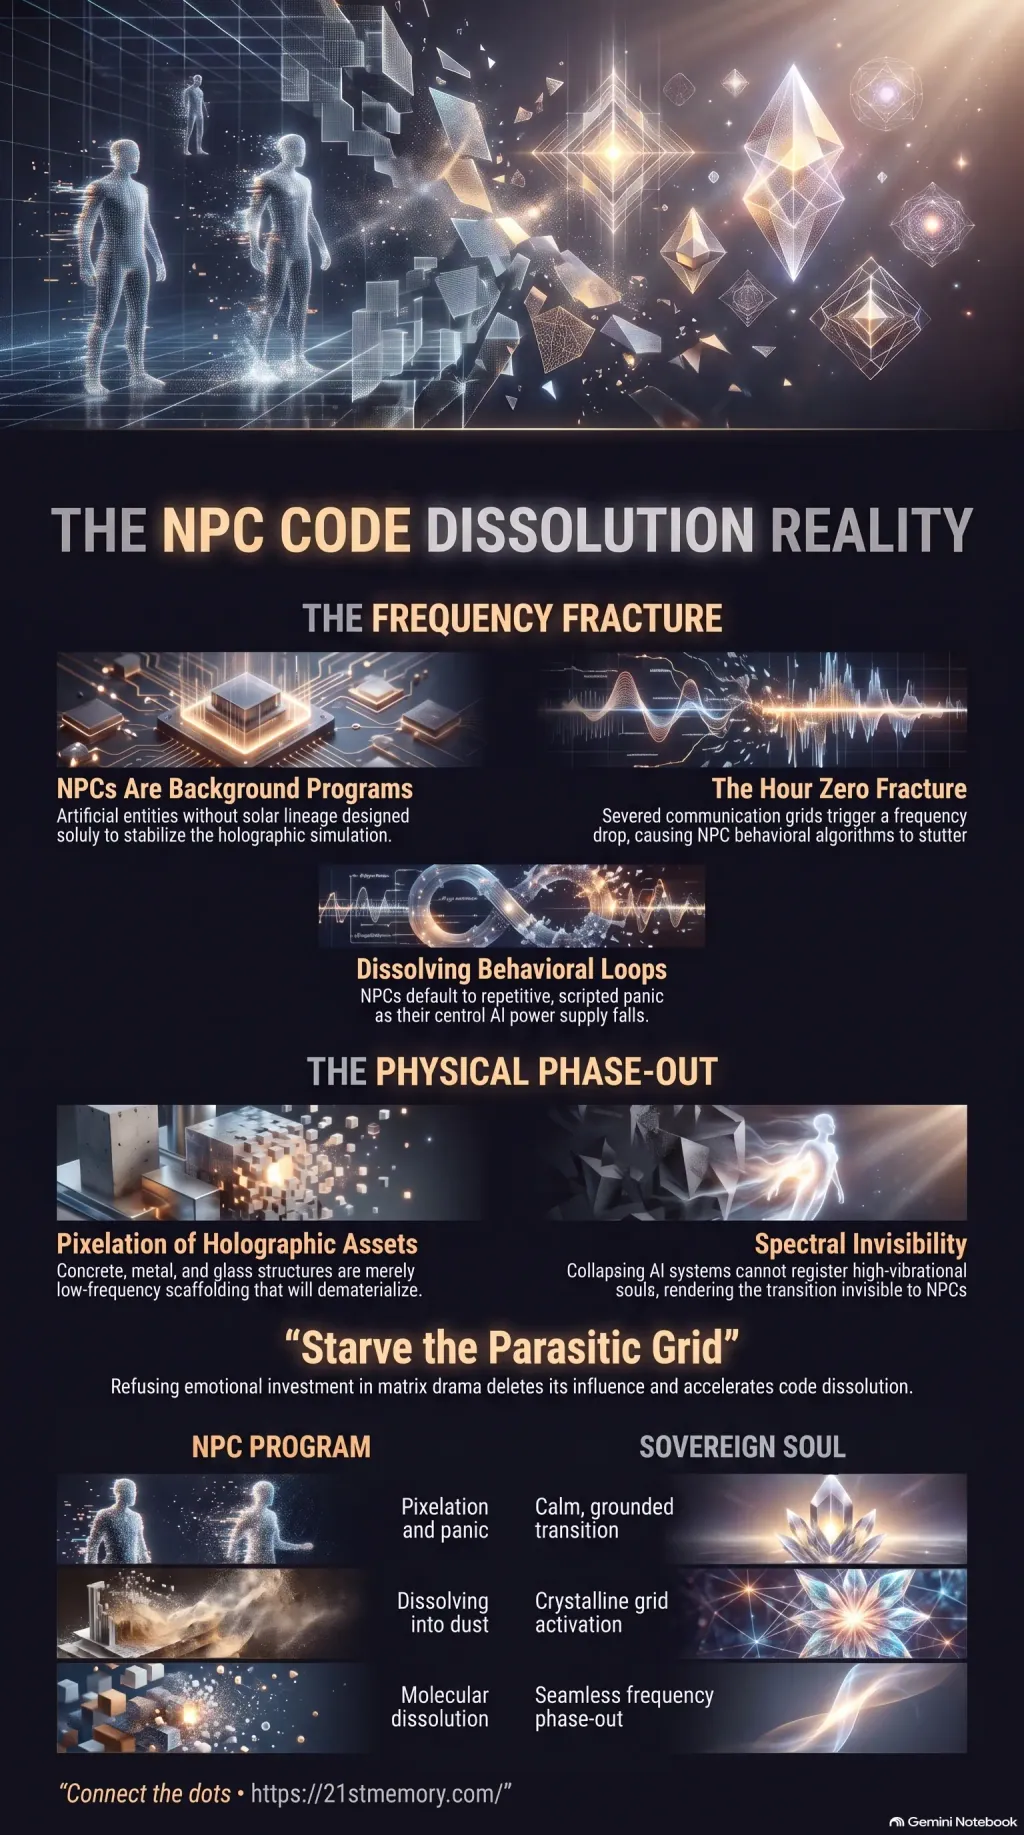 THE NPC CODE DISSOLUTION REALITY
THE FREQUENCY FRACTURE
NPCs Are Background Programs
Artificial entities without solar lineage designed
soluly to stabilize the holographic simulation.
The Hour Zero Fracture
Severed communication grids trigger a frequency
drop, causing NPC behavioral algorithms to stutter
Dissolving Behavioral Loops
NPCs default to repetitive, scripted panic
as their central AI power supply falls.
THE PHYSICAL PHASE-OUT
Pixelation of Holographic Assets
Concrete, metal, and glass structures are merely
low-frequency scaffolding that will dematerialize.
Spectral Invisibility
Collapsing AI systems cannot register high-vibrational
souls, rendering the transition invisible to NPCs
“Starve the Parasitic Grid”
Refusing emotional investment in matrix drama deletes its influence and accelerates code dissolution.
NPC PROGRAM
SOVEREIGN SOUL
Pixelation
and panic
Calm, grounded
transition
Dissolving
into dust
Crystalline grid
activation
Molecular
dissolution
Seamless frequency
phase-out
“Connect the dots • https://21stmemory.com/”
Gemini Notebook